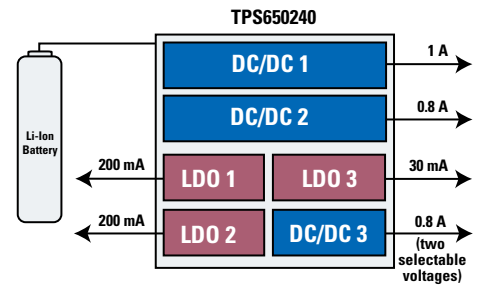 TPS650240
DC/DC 1
1 A
DC/DC 2
0.8 A
Li-Ion
Battery
200 mA
LDO 1
LDO 3
30 mA
200 mA
LDO 2
DC/DC 3
0.8 A
(two
selectable
voltages)